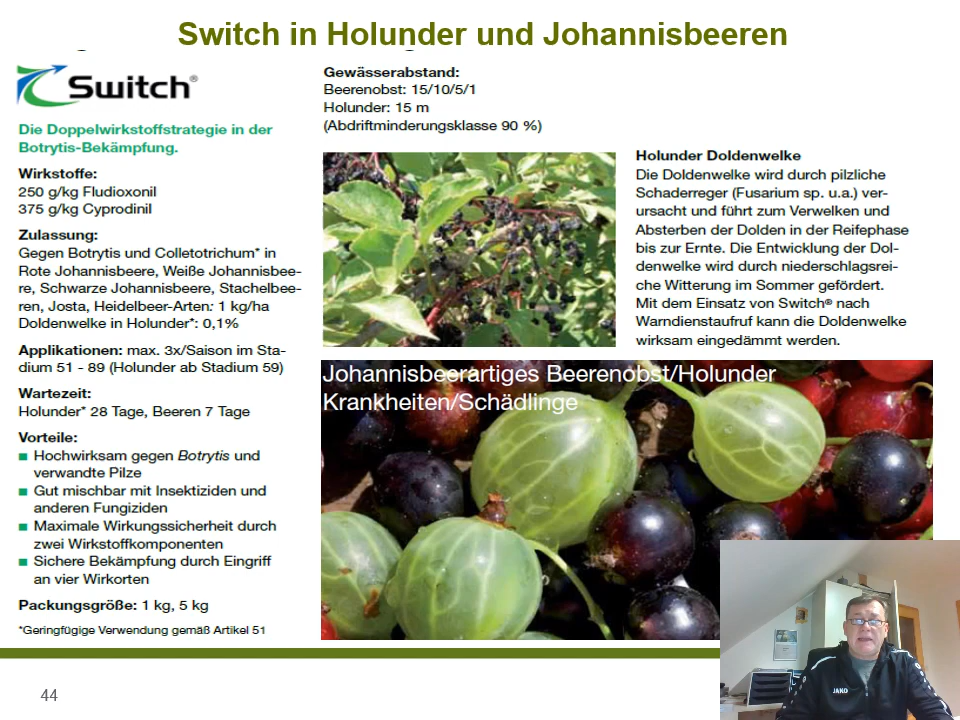 Switch in Holunder und Johannisbeeren
Switch®
Die Doppelwirkstoffstrategie in der
Botrytis-Bekämpfung.
Wirkstoffe:
250 g/kg Fludioxonil
375 g/kg Cyprodinil
Zulassung:
Gegen Botrytis und Colletotrichum* in
Rote Johannisbeere, Weiße Johannisbee-
re, Schwarze Johannisbeere, Stachelbee-
ren, Josta, Heidelbeer-Arten: 1 kg/ha
Doldenwelke in Holunder*: 0,1%
Applikationen: max. 3x/Saison im Sta-
dium 51 - 89 (Holunder ab Stadium 59)
Wartezeit:
Holunder* 28 Tage, Beeren 7 Tage
Vorteile:
Hochwirksam gegen Botrytis und
verwandte Pilze
Gut mischbar mit Insektiziden und
anderen Fungiziden
Maximale Wirkungssicherheit durch
zwei Wirkstoffkomponenten
Sichere Bekämpfung durch Eingriff
an vier Wirkorten
Packungsgröße: 1 kg, 5 kg
*Geringfügige Verwendung gemäß Artikel 51
Gewässerabstand:
Beerenobst: 15/10/5/1
Holunder: 15 m
(Abdriftminderungsklasse 90 %)
Holunder Doldenwelke
Die Doldenwelke wird durch pilzliche
Schaderreger (Fusarium sp. u.a.) ver-
ursacht und führt zum Verwelken und
Absterben der Dolden in der Reifephase
bis zur Ernte. Die Entwicklung der Dol-
denwelke wird durch niederschlagsrei-
che Witterung im Sommer gefördert.
Mit dem Einsatz von Switch® nach
Warndienstaufruf kann die Doldenwelke
wirksam eingedämmt werden.
Johannisbeerartiges Beerenobst/Holunder
Krankheiten/Schädlinge
JAKO
44